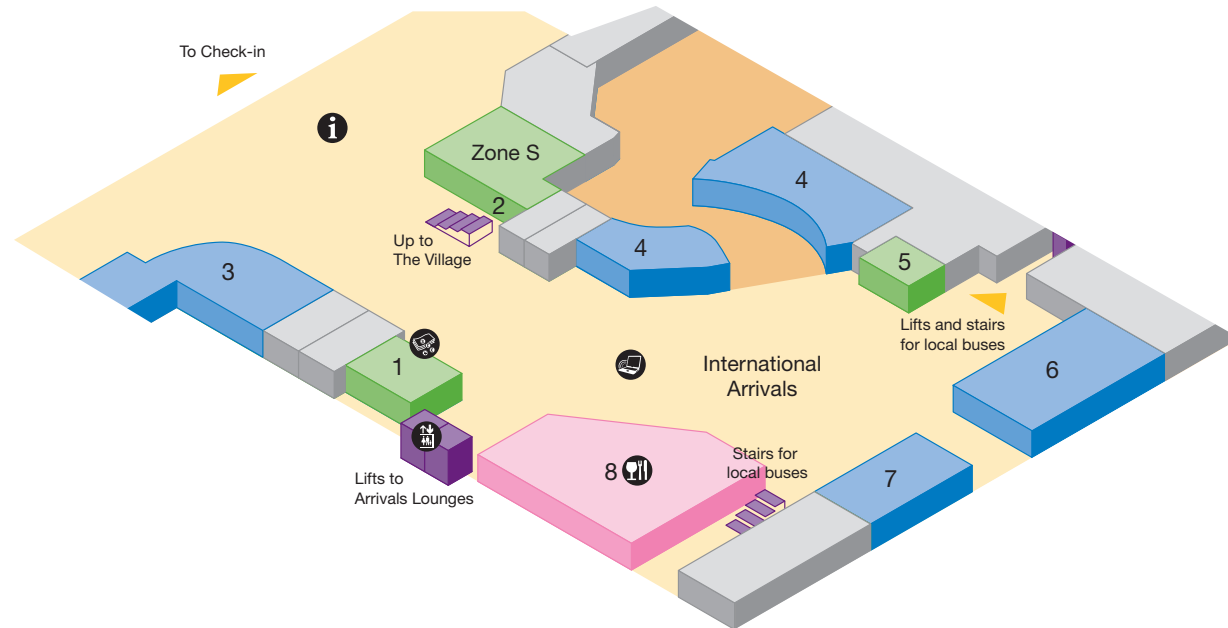 To Check-in
i
Zone S
2
Up to
The Village
4
4
5
Lifts and stairs
for local buses
3
1
International
Arrivals
6
Lifts to
Arrivals Lounges
8
Stairs for
local buses
7